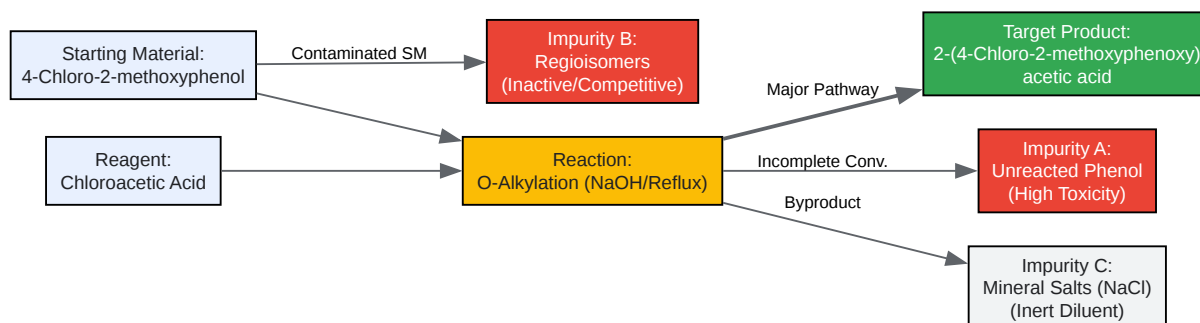 Starting Material:
4-Chloro-2-methoxyphenol
Contaminated SM
Impurity B:
Regioisomers
(Inactive/Competitive)
Target Product:
2-(4-Chloro-2-methoxyphenoxy)
acetic acid
Major Pathway
Reagent:
Chloroacetic Acid
Reaction:
O-Alkylation (NaOH/Reflux)
Incomplete Conv.
Impurity A:
Unreacted Phenol
(High Toxicity)
Byproduct
Impurity C:
Mineral Salts (NaCl)
(Inert Diluent)